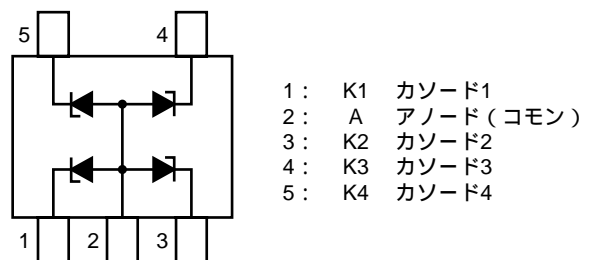 5 4
1 2 3
1： K1 カソード1
2： A アノード（コモン）
3： K2 カソード2
4： K3 カソード3
5： K4 カソード4